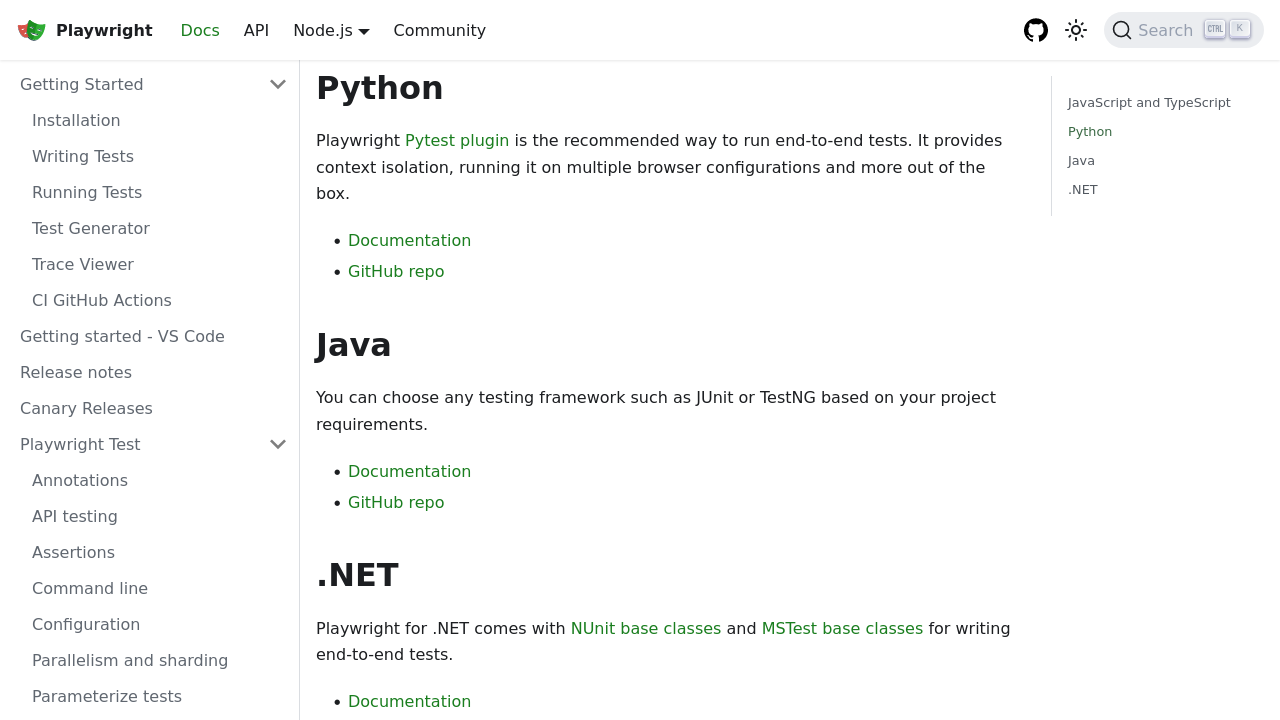 Playwright
Docs
API
Node.js
Community
Search
CTRL
K
Getting Started
Installation
Writing Tests
Running Tests
Test Generator
Trace Viewer
CI GitHub Actions
Getting started - VS Code
Release notes
Canary Releases
Playwright Test
Annotations
API testing
Assertions
Command line
Configuration
Parallelism and sharding
Parameterize tests
Python
Playwright Pytest plugin is the recommended way to run end-to-end tests. It provides
context isolation, running it on multiple browser configurations and more out of the
box.
• Documentation
• GitHub repo
Java
You can choose any testing framework such as JUnit or TestNG based on your project
requirements.
• Documentation
• GitHub repo
.NET
Playwright for .NET comes with NUnit base classes and MSTest base classes for writing
end-to-end tests.
• Documentation
JavaScript and TypeScript
Python
Java
.NET